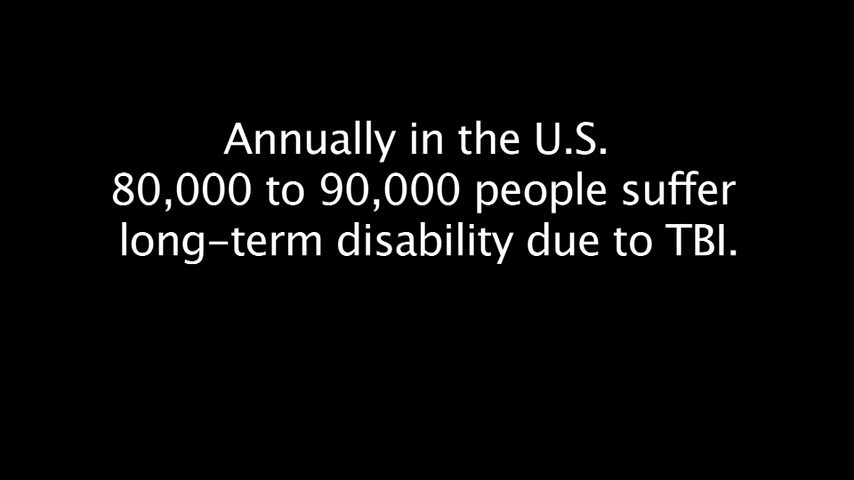 Annually in the U.S.
80,000 to 90,000 people suffer
long-term disability due to TBI.